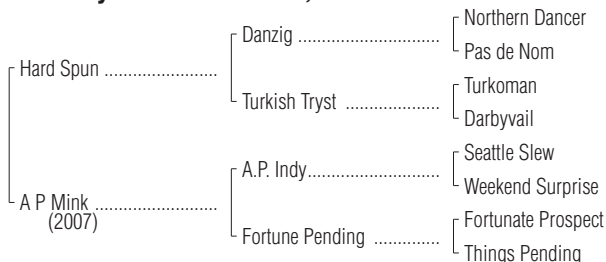 Northern Dancer
Danzig ................................
Pas de Nom
Hard Spun .........................
Turkoman
Turkish Tryst .....................
Darbyvail
Seattle Slew
A.P. Indy..............................
Weekend Surprise
A P Mink ...........................
(2007)
Fortunate Prospect
Fortune Pending ...............
Things Pending